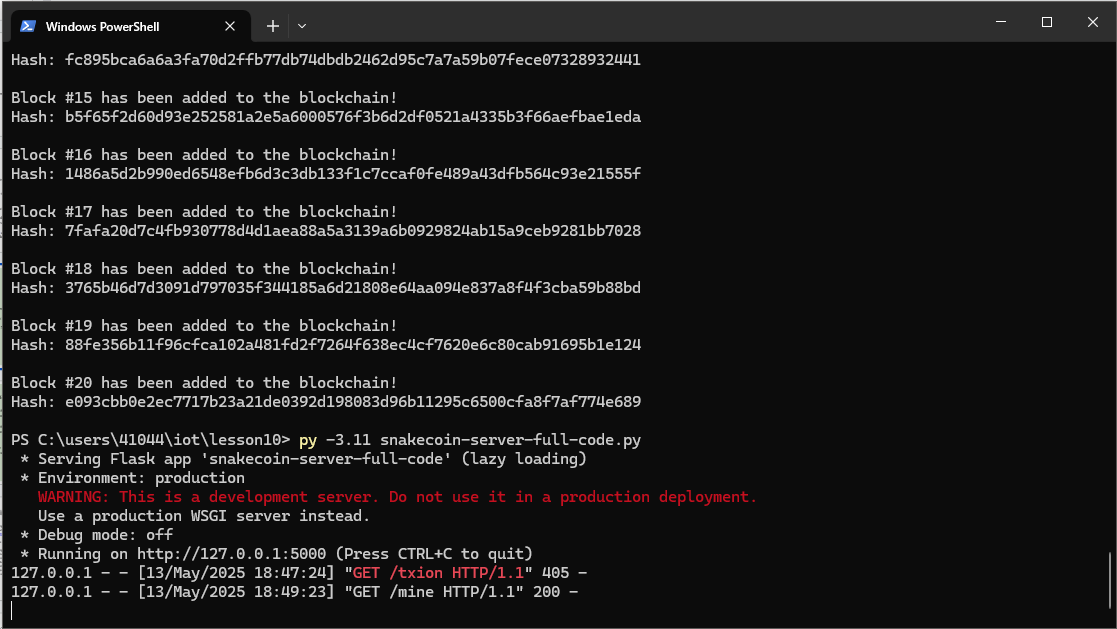 Windows PowerShell
Hash: fc895bca6a6a3fa70d2ffb77db74dbdb2462d95c7a7a59b07fece07328932441
Block #15 has been added to the blockchain!
Hash: b5f65f2d60d93e252581a2e5a6000576f3b6d2df0521a4335b3f66aefbae1eda
Block #16 has been added to the blockchain!
Hash: 1486a5d2b990ed6548efb6d3c3db133f1c7ccaf0fe489a43dfb564c93e21555f
Block #17 has been added to the blockchain!
Hash: 7fafa20d7c4fb930778d4d1aea88a5a3139a6b0929824ab15a9ceb9281bb7028
Block #18 has been added to the blockchain!
Hash: 3765b46d7d3091d797035f344185a6d21808e64aa094e837a8f4f3cba59b88bd
Block #19 has been added to the blockchain!
Hash: 88fe356b11f96cfca102a481fd2f7264f638ec4cf7620e6c80cab91695b1e124
Block #20 has been added to the blockchain!
Hash: e093cbb0e2ec7717b23a21de0392d198083d96b11295c6500cfa8f7af774e689
PS C:\users\41044\iot\lesson10> py -3.11 snakecoin-server-full-code.py
* Serving Flask app 'snakecoin-server-full-code' (lazy loading)
* Environment: production
WARNING: This is a development server. Do not use it in a production deployment.
Use a production WSGI server instead.
* Debug mode: off
* Running on http://127.0.0.1:5000 (Press CTRL+C to quit)
127.0.0.1 - - [13/May/2025 18:47:24] "GET /txion HTTP/1.1" 405 -
127.0.0.1 - - [13/May/2025 18:49:23] "GET /mine HTTP/1.1" 200 -